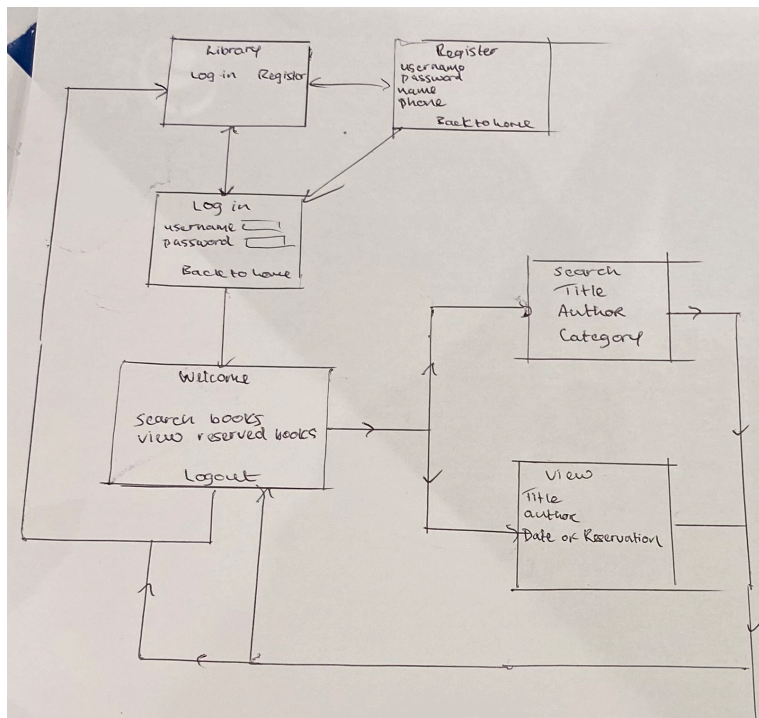 Library
Log in Register
Register
username
password
name
phone
Back to home
Log in
username
password
Back to home
Welcome
Search books
view reserved books
Logout
Search
Title
Author
Category
View
Title
author
Date of Reservation